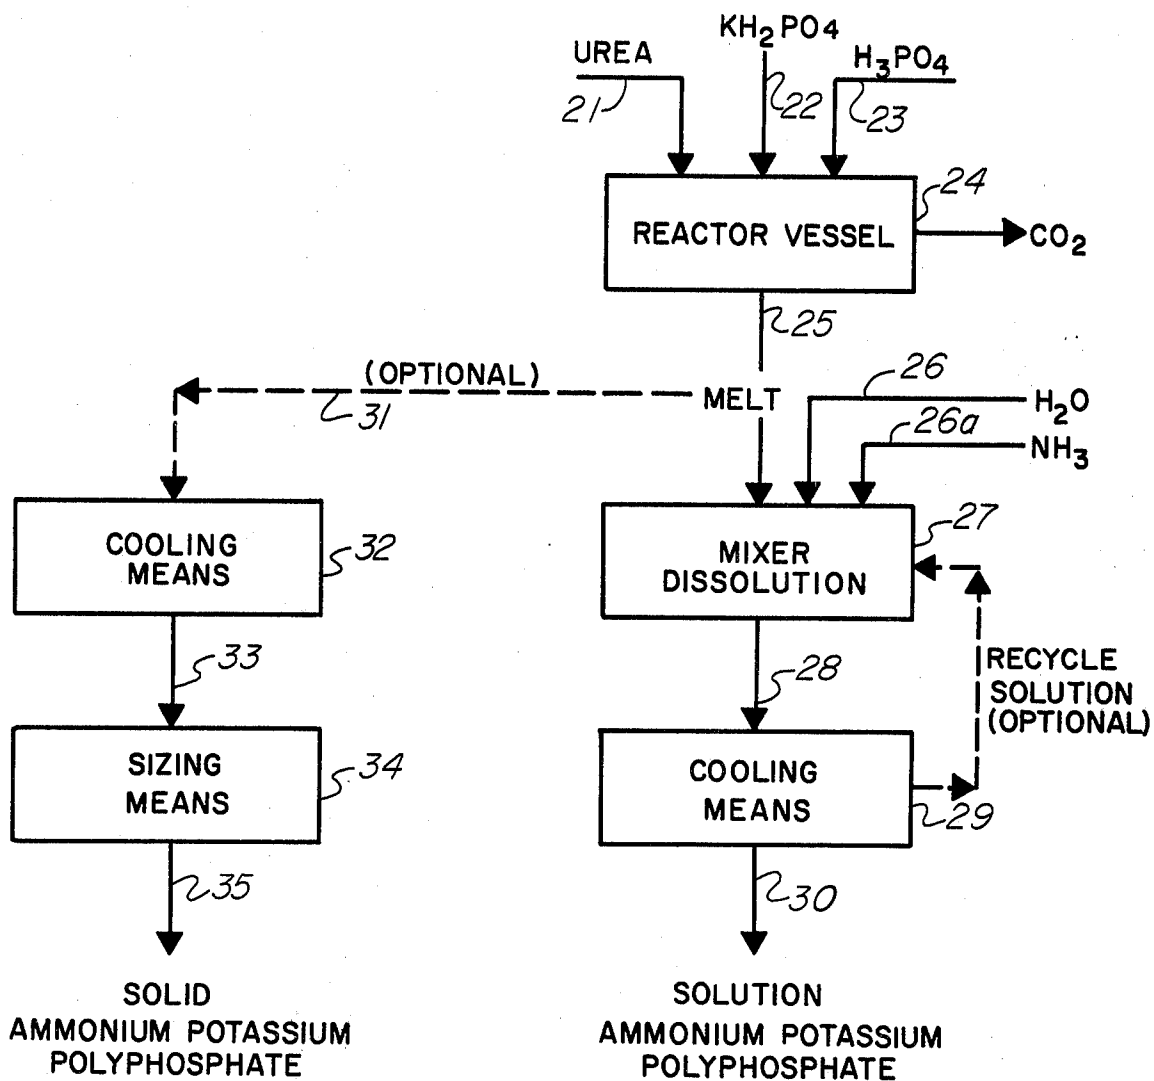 KH2PO4
UREA
H3PO4
21
22
23
24
REACTOR VESSEL
CO2
25
(OPTIONAL)
26
31
MELT
H2O
26a
NH3
27
COOLING
MEANS
32
MIXER
DISSOLUTION
33
28
RECYCLE
SOLUTION
(OPTIONAL)
SIZING
MEANS
34
COOLING
MEANS
29
35
30
SOLID
AMMONIUM POTASSIUM
POLYPHOSPHATE
SOLUTION
AMMONIUM POTASSIUM
POLYPHOSPHATE